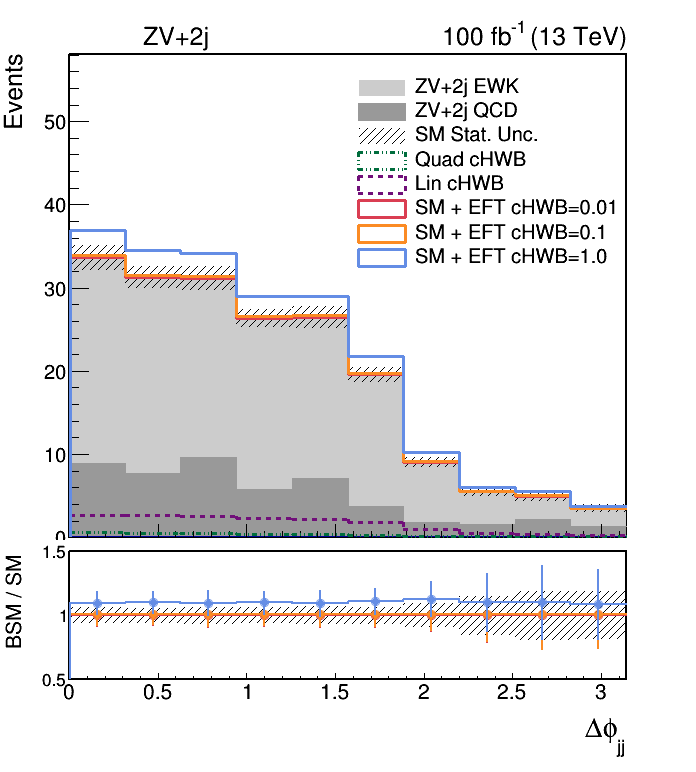 ZV+2j 100 fb-1 (13 TeV)
Events
ZV+2j EWK
ZV+2j QCD
SM Stat. Unc.
Quad cHWB
Lin cHWB
SM + EFT cHWB=0.01
SM + EFT cHWB=0.1
SM + EFT cHWB=1.0
50
40
30
20
10
0
BSM / SM
1.5
1
0.5
0 0.5 1 1.5 2 2.5 3
Δϕjj